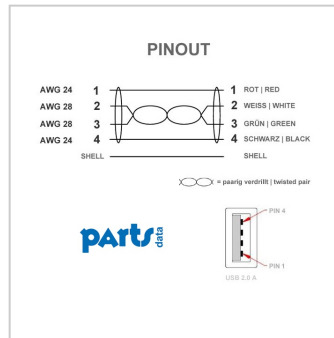 PINOUT
AWG 24 1 1 ROT | RED
AWG 28 2 2 WEISS | WHITE
AWG 28 3 3 GRÜN | GREEN
AWG 24 4 4 SCHWARZ | BLACK
SHELL SHELL
= paarig verdrillt | twisted pair
parts data
PIN 4
PIN 1
USB 2.0 A